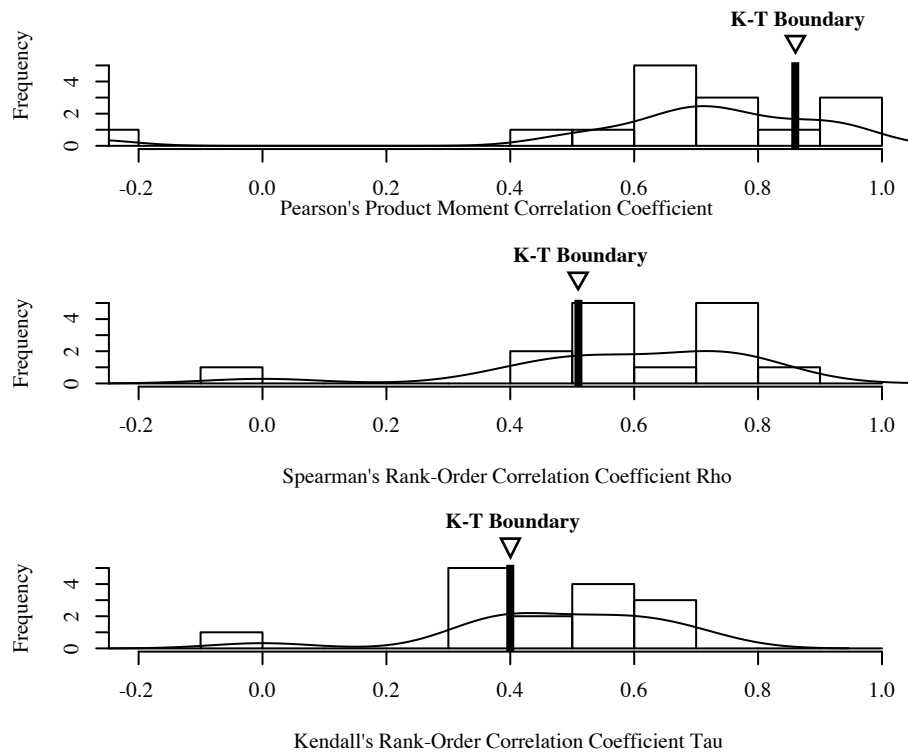 K-T Boundary
Frequency
0 2 4
-0.2 0.0 0.2 0.4 0.6 0.8 1.0
Pearson's Product Moment Correlation Coefficient
K-T Boundary
Frequency
0 2 4
-0.2 0.0 0.2 0.4 0.6 0.8 1.0
Spearman's Rank-Order Correlation Coefficient Rho
K-T Boundary
Frequency
0 2 4
-0.2 0.0 0.2 0.4 0.6 0.8 1.0
Kendall's Rank-Order Correlation Coefficient Tau